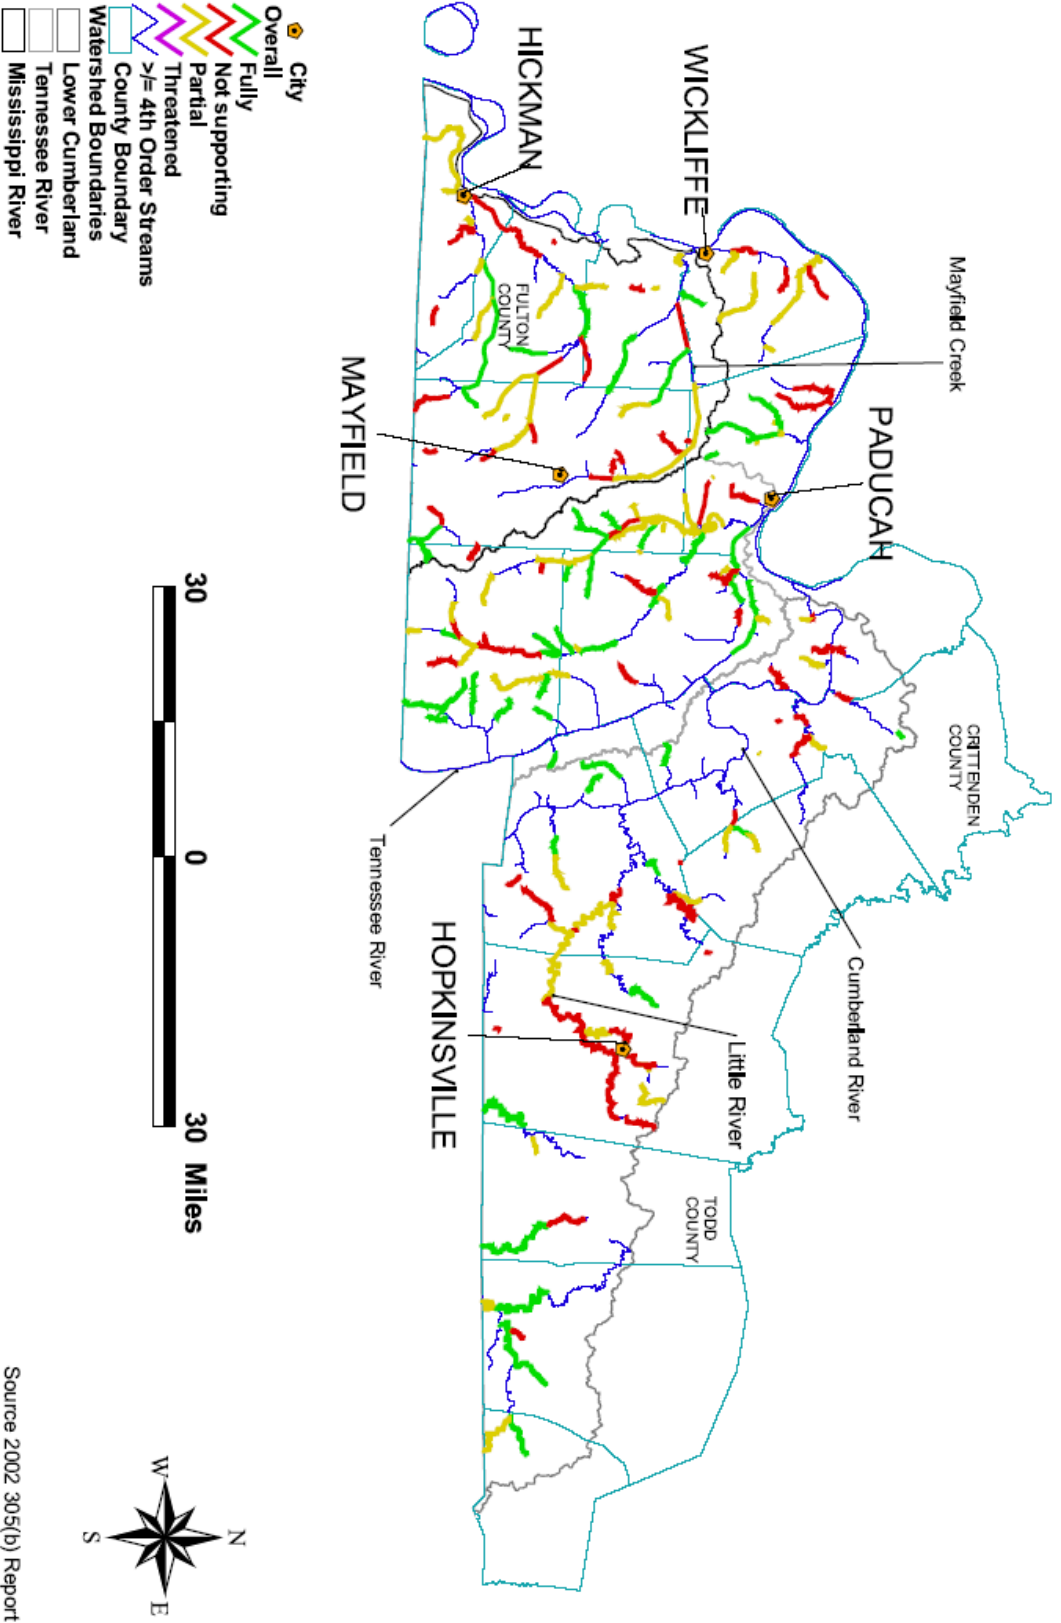 WICKLIFFE
HICKMAN
Mayfield Creek
PADUCAH
FULTON
COUNTY
MAYFIELD
CRITTENDEN
COUNTY
Tennessee River
Cumberland River
Little River
HOPKINSVILLE
TODD
COUNTY
City
Overall
Fully
Not supporting
Partial
Threatened
>/= 4th Order Streams
County Boundary
Watershed Boundaries
Lower Cumberland
Tennessee River
Mississippi River
30 0 30 Miles
N
W
E
S
Source 2002 305(b) Report